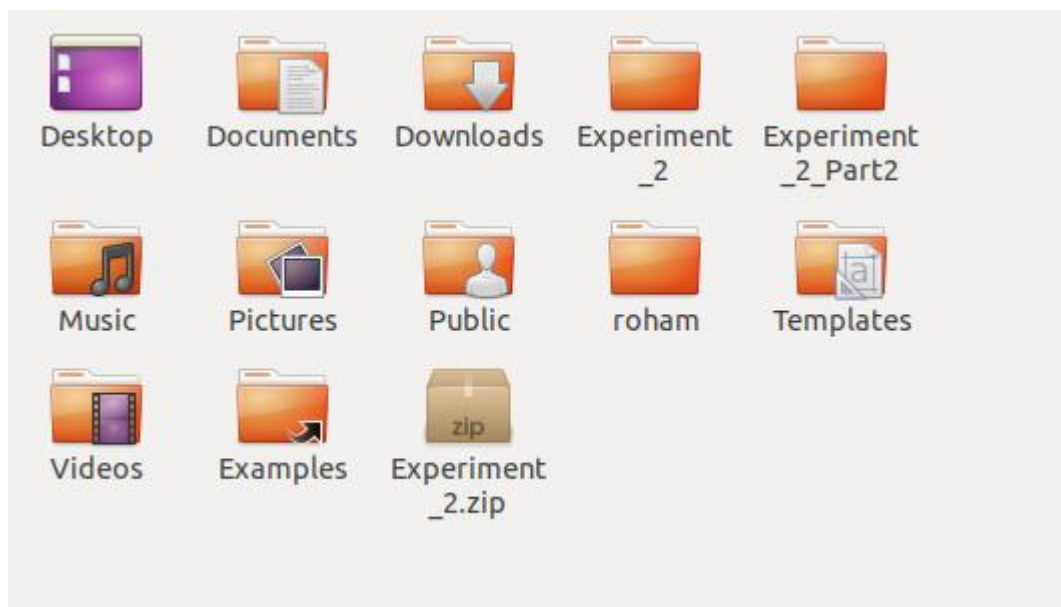 Desktop
Documents
Downloads
Experiment
_2
Experiment
_2_Part2
Music
Pictures
Public
roham
a
Templates
Videos
Examples
zip
Experiment
_2.zip